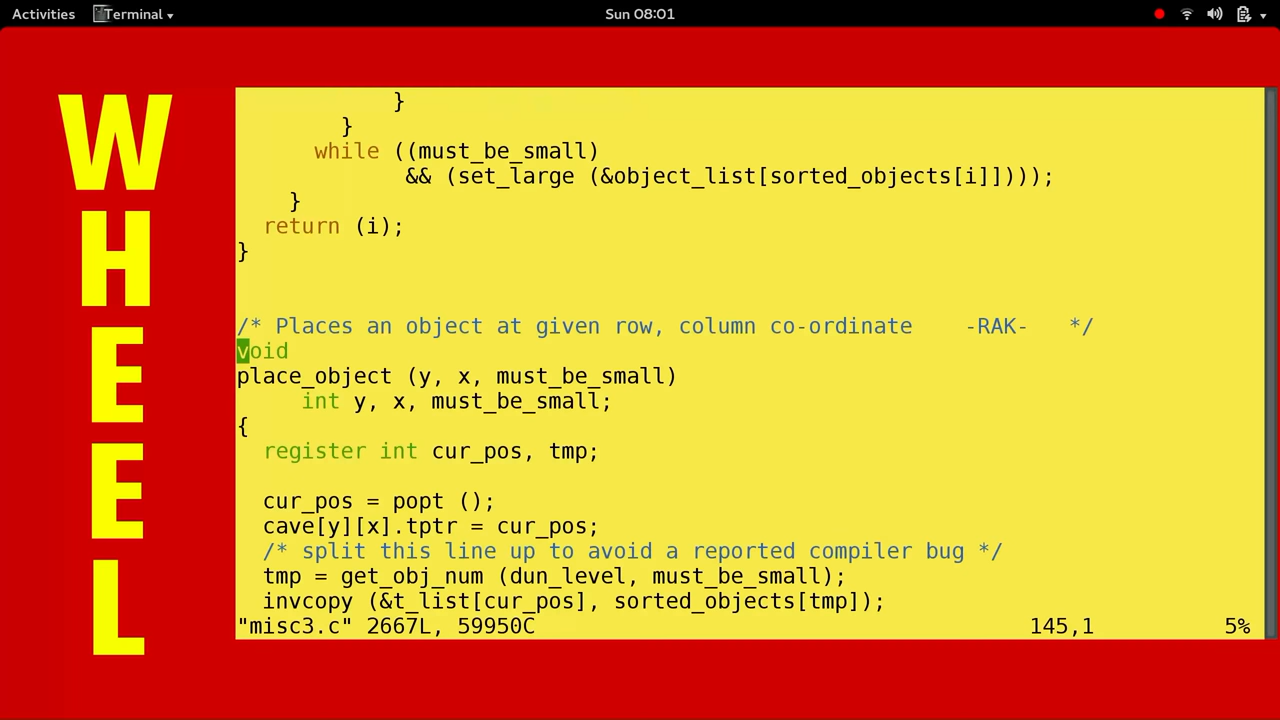 Activities Terminal Sun 08:01
WHEEL
}
}
while ((must_be_small)
&& (set_large (&object_list[sorted_objects[i]])));
}
return (i);
}
/* Places an object at given row, column co-ordinate    -RAK-   */
void
place_object (y, x, must_be_small)
int y, x, must_be_small;
{
register int cur_pos, tmp;
cur_pos = popt ();
cave[y][x].tptr = cur_pos;
/* split this line up to avoid a reported compiler bug */
tmp = get_obj_num (dun_level, must_be_small);
invcopy (&t_list[cur_pos], sorted_objects[tmp]);
"misc3.c" 2667L, 59950C 145,1 5%